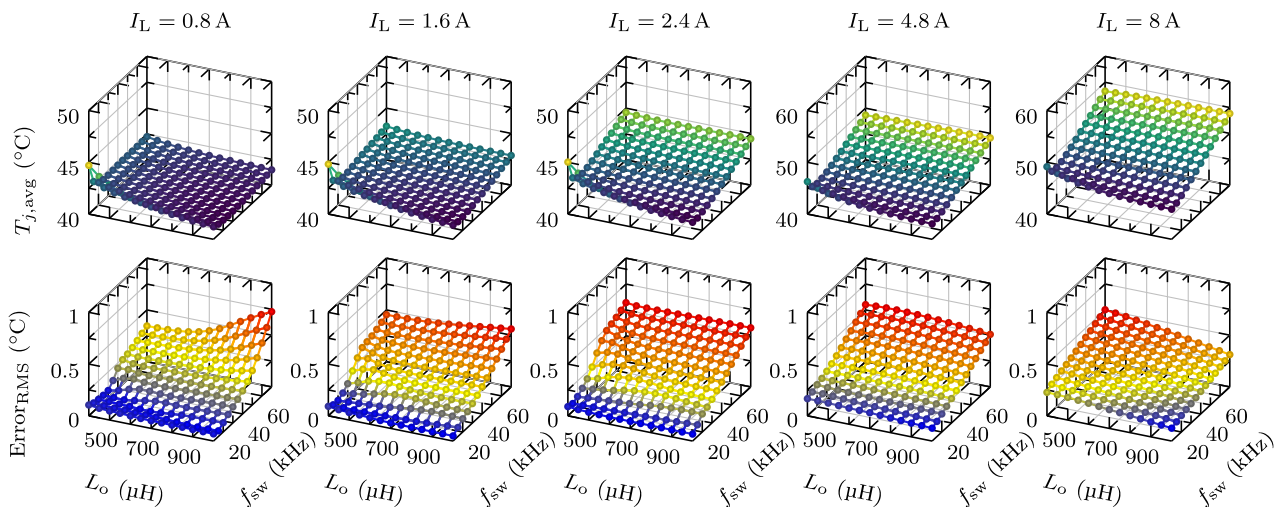 I_L = 0.8 A I_L = 1.6 A I_L = 2.4 A I_L = 4.8 A I_L = 8 A
T_{j,avg} (°C)
50 50 50 60 60
45 45 45 50 50
40 40 40 40 40
Error_RMS (°C)
1 1 1 1 1
0.5 0.5 0.5 0.5 0.5
0 0 0 0 0
500 700 900 20 40 60 500 700 900 20 40 60 500 700 900 20 40 60 500 700 900 20 40 60 500 700 900 20 40 60
L_o (µH) f_sw (kHz) L_o (µH) f_sw (kHz) L_o (µH) f_sw (kHz) L_o (µH) f_sw (kHz) L_o (µH) f_sw (kHz)